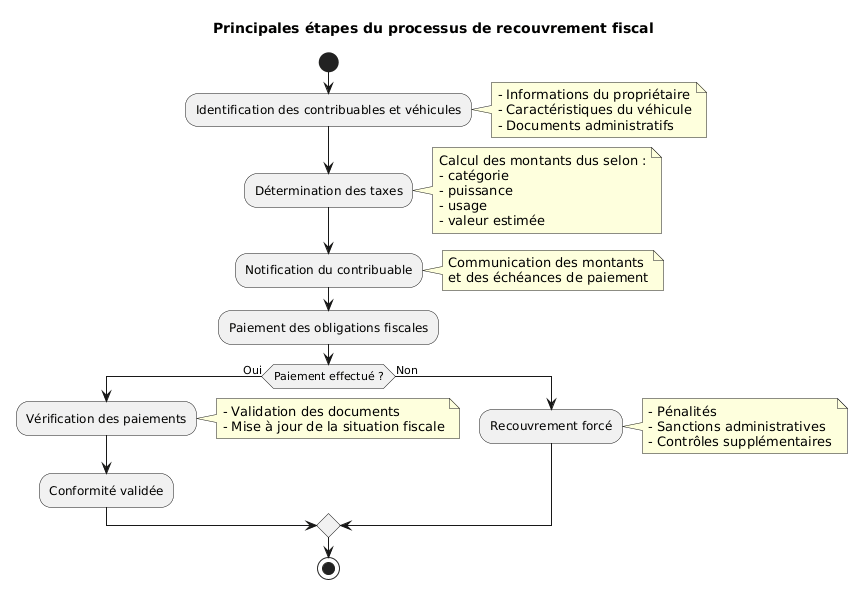 Principales étapes du processus de recouvrement fiscal
Identification des contribuables et véhicules
- Informations du propriétaire
- Caractéristiques du véhicule
- Documents administratifs
Détermination des taxes
Calcul des montants dus selon :
- catégorie
- puissance
- usage
- valeur estimée
Notification du contribuable
Communication des montants
et des échéances de paiement
Paiement des obligations fiscales
Oui
Paiement effectué ?
Non
Vérification des paiements
- Validation des documents
- Mise à jour de la situation fiscale
Recouvrement forcé
- Pénalités
- Sanctions administratives
- Contrôles supplémentaires
Conformité validée